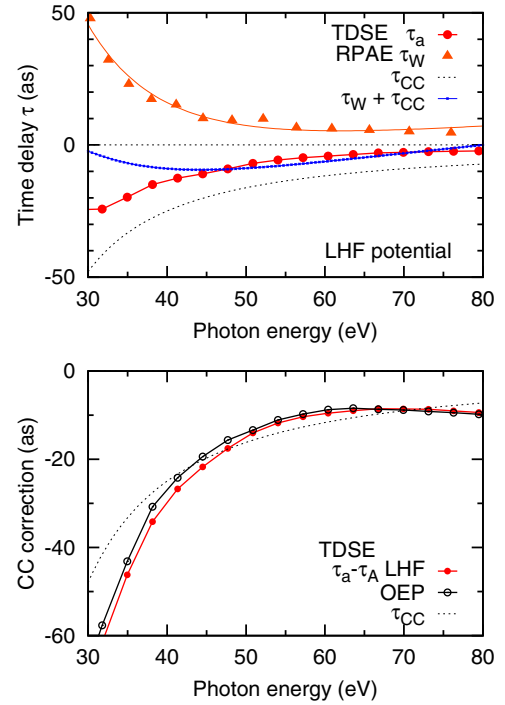 50
0
-50
Time delay τ (as)
TDSE τa
RPAE τW
τCC
τW + τCC
LHF potential
30 40 50 60 70 80
Photon energy (eV)
0
-20
-40
-60
CC correction (as)
TDSE
τa-τA LHF
OEP
τCC
30 40 50 60 70 80
Photon energy (eV)